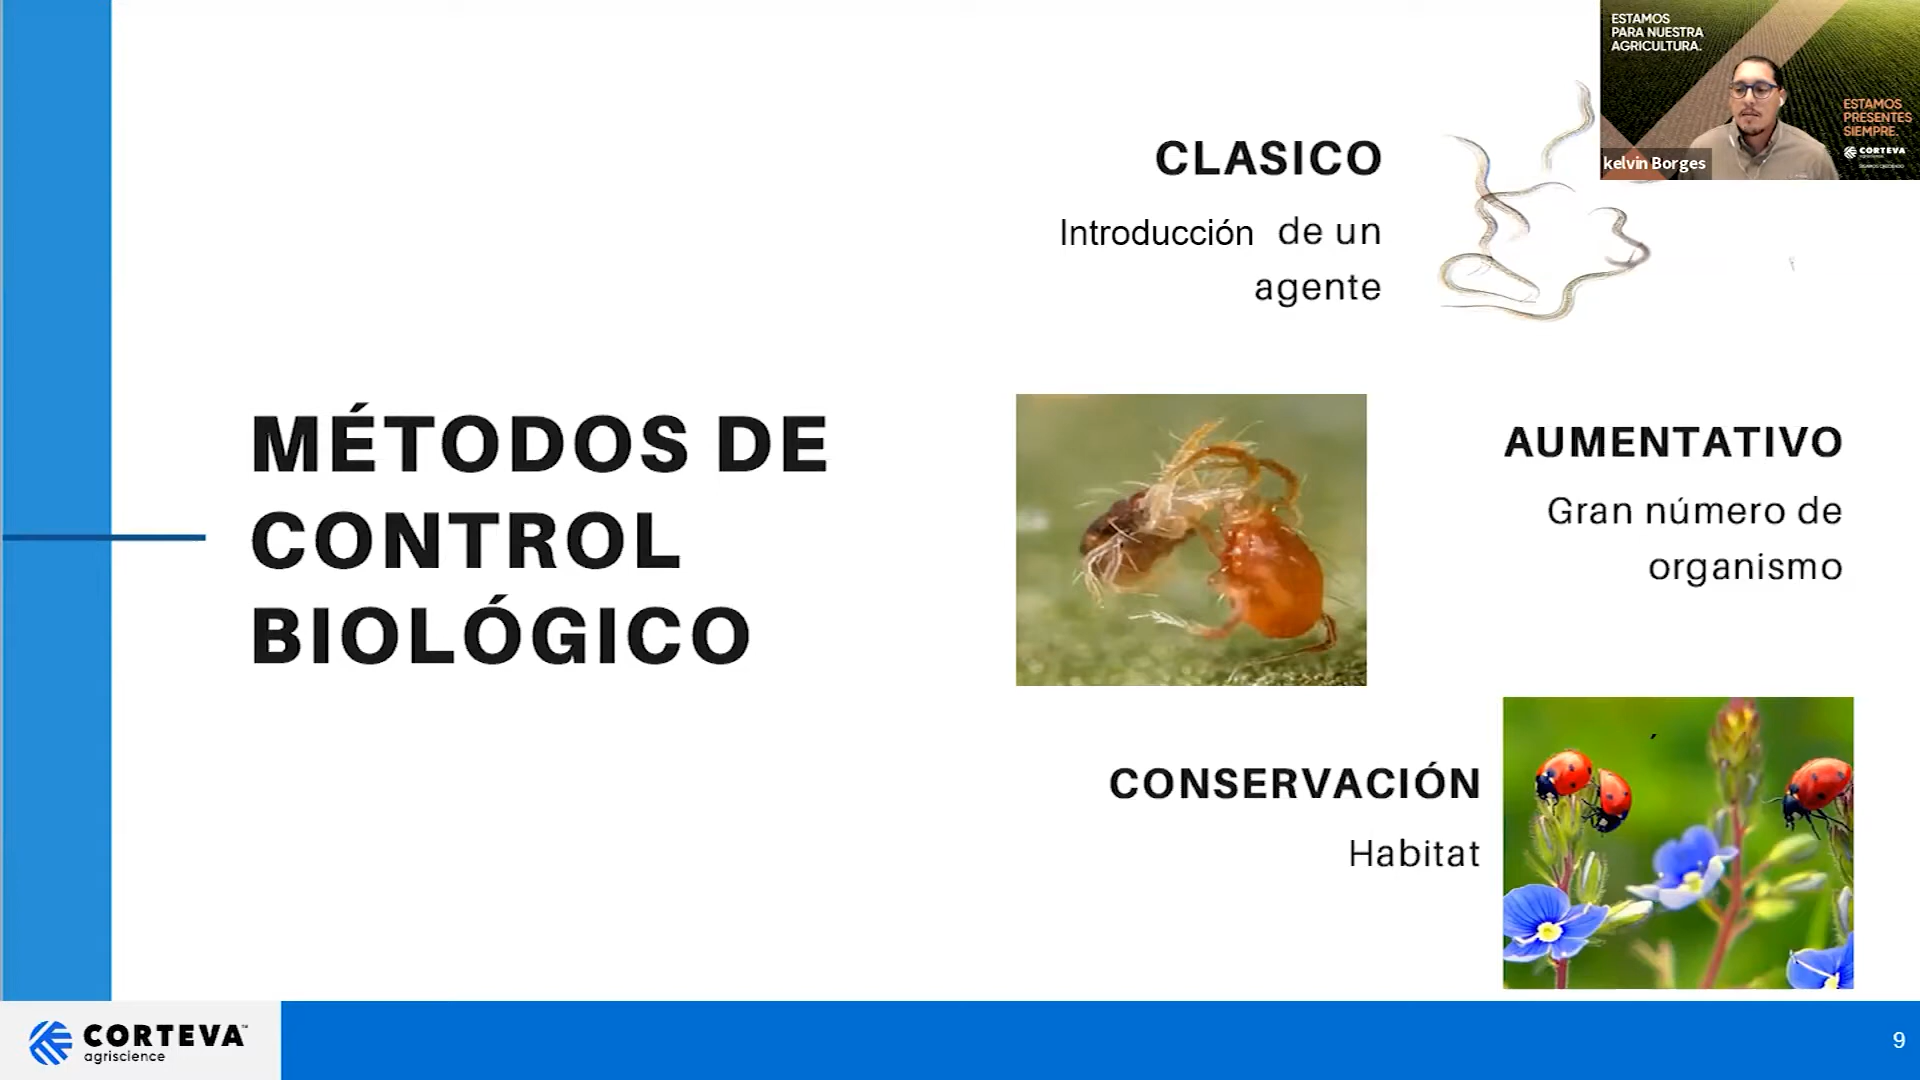 MÉTODOS DE
CONTROL
BIOLÓGICO
CLASICO
Introducción de un
agente
AUMENTATIVO
Gran número de
organismo
CONSERVACIÓN
Habitat
ESTAMOS
PARA NUESTRA
AGRICULTURA.
ESTAMOS
PRESENTES
SIEMPRE.
CORTEVA
kelvin Borges
CORTEVA™
agriscience
9